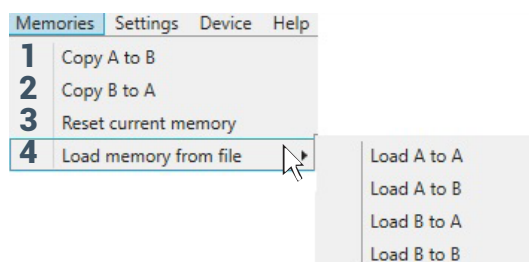 Memories Settings Device Help
1 Copy A to B
2 Copy B to A
3 Reset current memory
4 Load memory from file
Load A to A
Load A to B
Load B to A
Load B to B